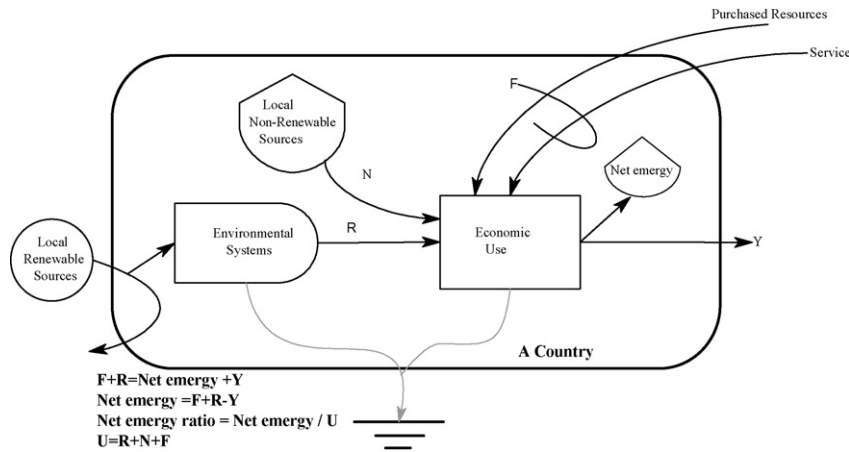 Purchased Resources
Service
F
Local
Non-Renewable
Sources
Net emergy
N
Local
Renewable
Sources
Environmental
Systems
R
Economic
Use
Y
A Country
F+R=Net emergy +Y
Net emergy =F+R-Y
Net emergy ratio = Net emergy / U
U=R+N+F